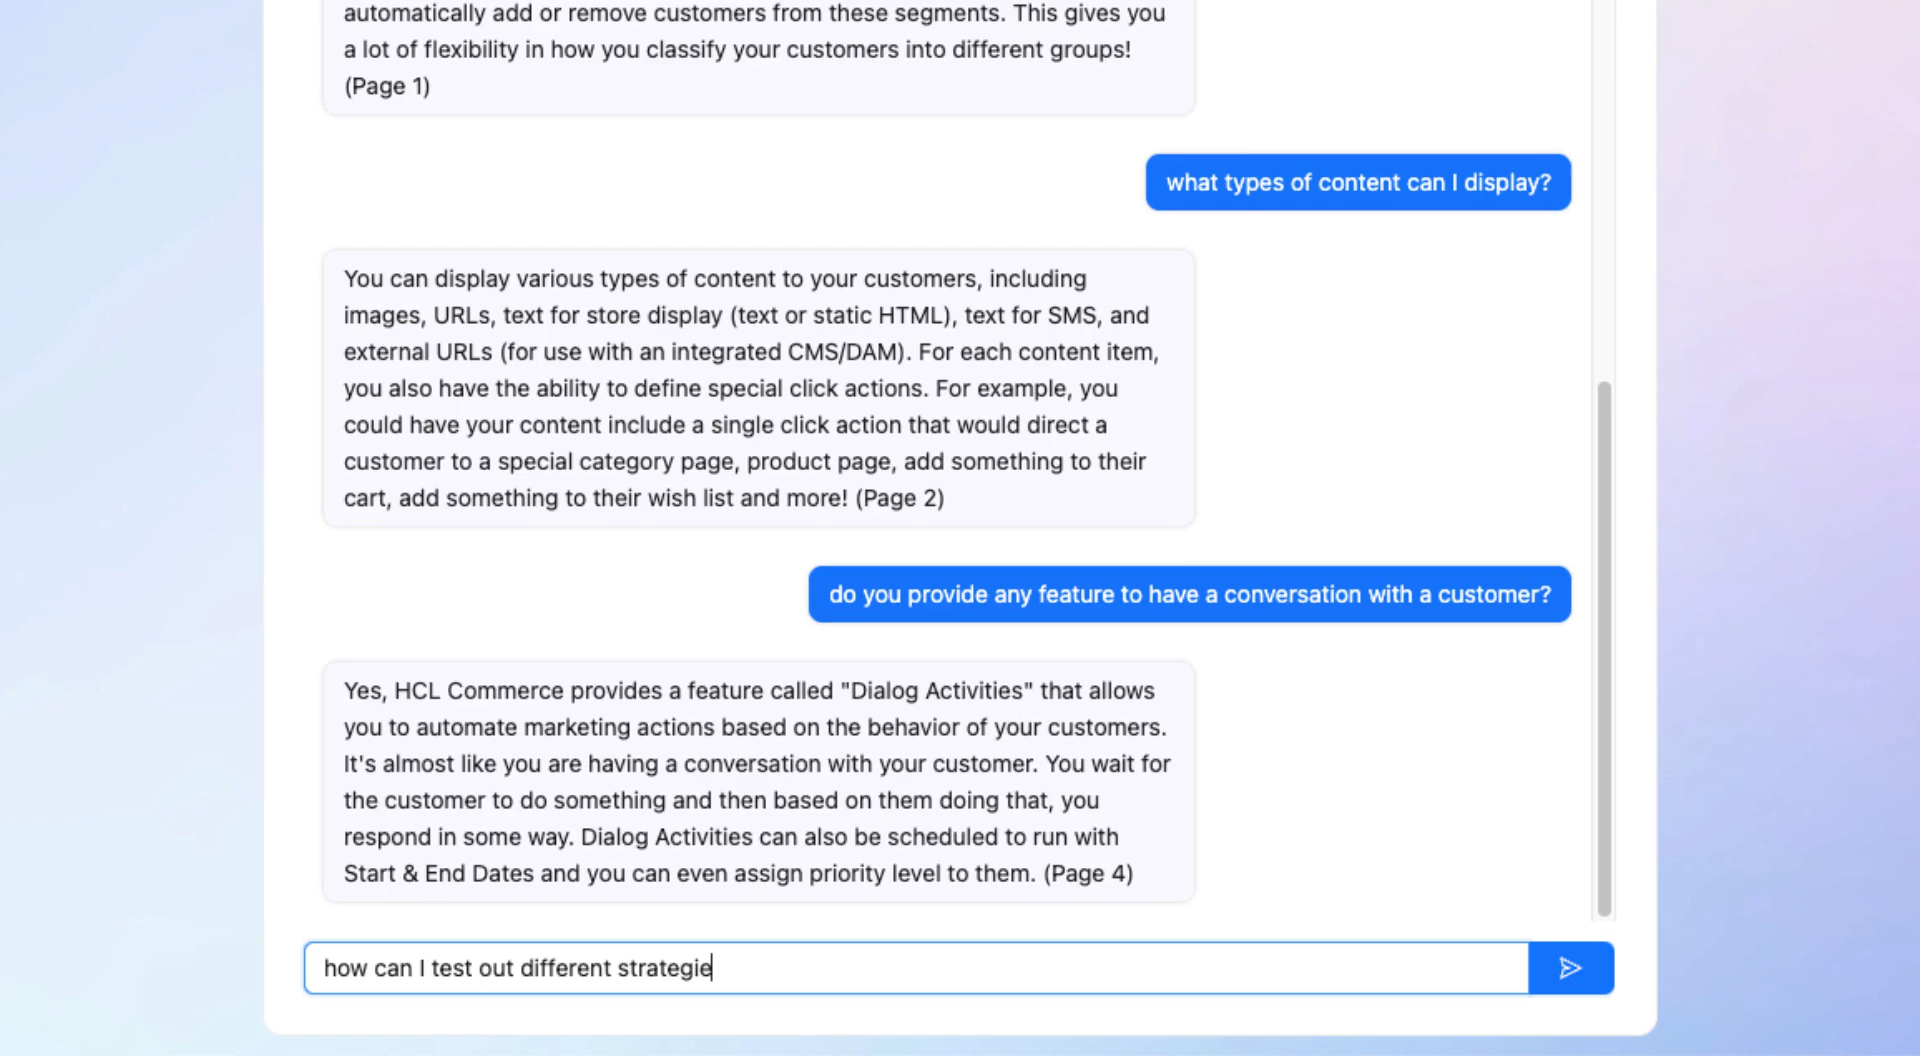 automatically add or remove customers from these segments. This gives you
a lot of flexibility in how you classify your customers into different groups!
(Page 1)
what types of content can I display?
You can display various types of content to your customers, including
images, URLs, text for store display (text or static HTML), text for SMS, and
external URLs (for use with an integrated CMS/DAM). For each content item,
you also have the ability to define special click actions. For example, you
could have your content include a single click action that would direct a
customer to a special category page, product page, add something to their
cart, add something to their wish list and more! (Page 2)
do you provide any feature to have a conversation with a customer?
Yes, HCL Commerce provides a feature called "Dialog Activities" that allows
you to automate marketing actions based on the behavior of your customers.
It's almost like you are having a conversation with your customer. You wait for
the customer to do something and then based on them doing that, you
respond in some way. Dialog Activities can also be scheduled to run with
Start & End Dates and you can even assign priority level to them. (Page 4)
how can I test out different strategie